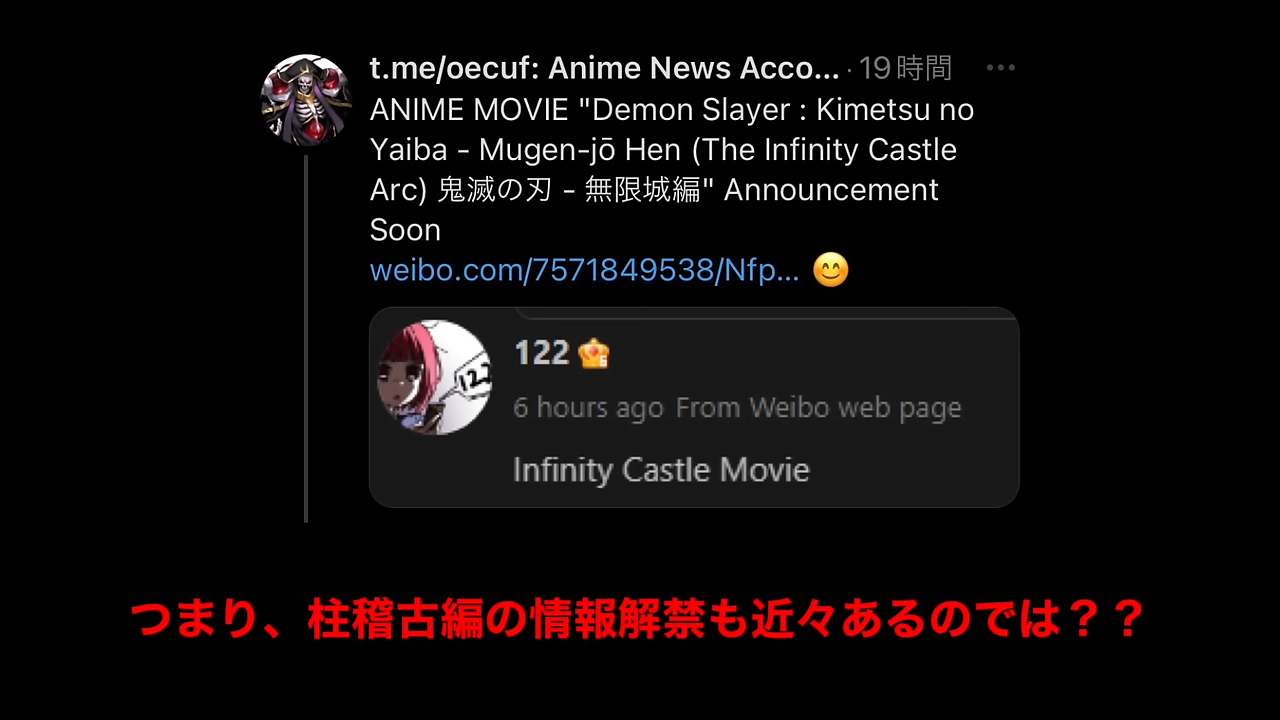 t.me/oecuf: Anime News Acco... · 19時間
ANIME MOVIE "Demon Slayer : Kimetsu no
Yaiba - Mugen-jō Hen (The Infinity Castle
Arc) 鬼滅の刃 - 無限城編" Announcement
Soon
weibo.com/7571849538/Nfp... 😊
122
122
6 hours ago From Weibo web page
Infinity Castle Movie
つまり、柱稽古編の情報解禁も近々あるのでは？？